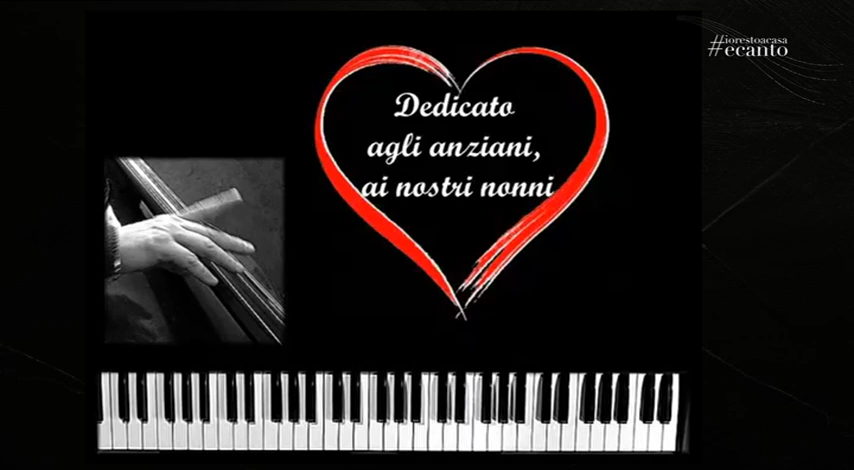 #iorestoacasa
ecanto
Dedicato
agli anziani,
ai nostri nonni